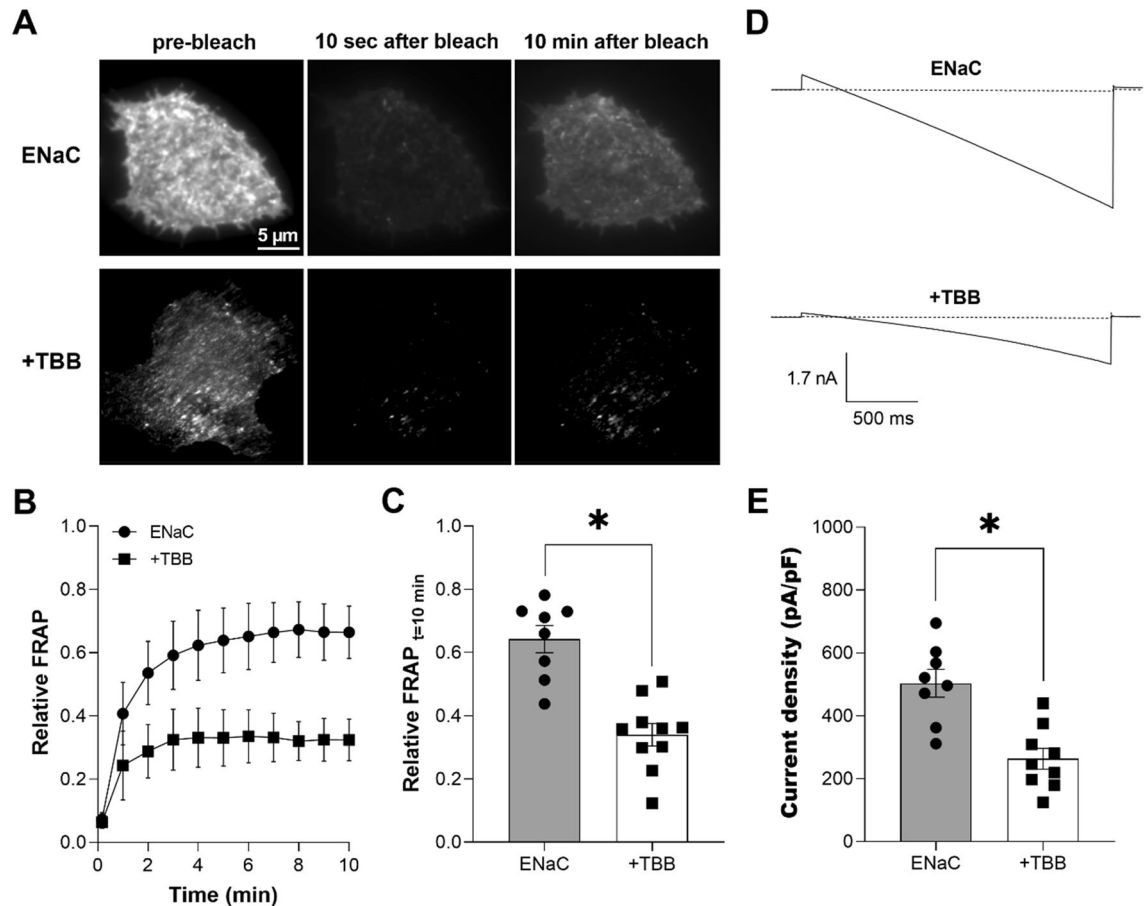 A
pre-bleach
10 sec after bleach
10 min after bleach
ENaC
5 µm
+TBB
D
ENaC
+TBB
1.7 nA
500 ms
B
1.0
0.8
0.6
0.4
0.2
0.0
Relative FRAP
ENaC
+TBB
0
2
4
6
8
10
Time (min)
C
*
1.0
0.8
0.6
0.4
0.2
0.0
Relative FRAP t=10 min
ENaC
+TBB
E
*
1000
800
600
400
200
0
Current density (pA/pF)
ENaC
+TBB